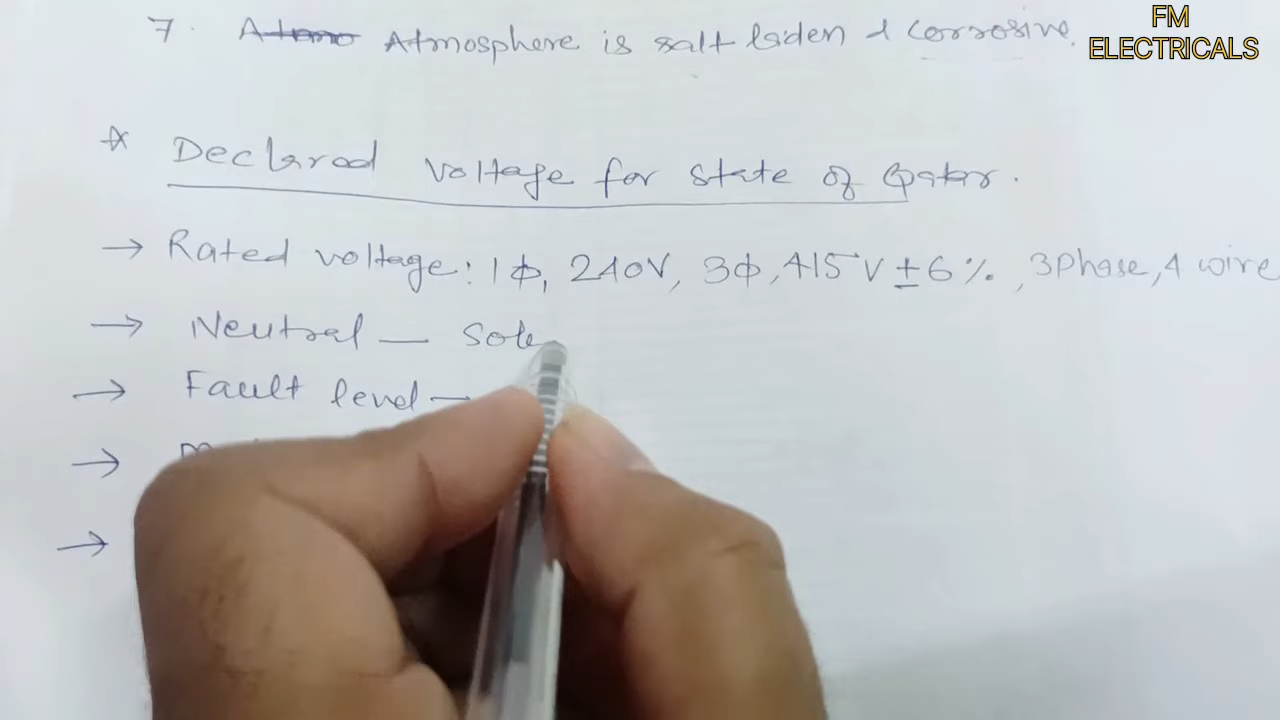 FM
ELECTRICALS
7. Atmosphere is salt laden & corrosive.
* Declared voltage for state of Qatar.
→ Rated voltage: 1φ, 240V, 3φ, 415V ±6%, 3Phase, 4 wire
→ Neutral — Sole
→ Fault level —
→
→